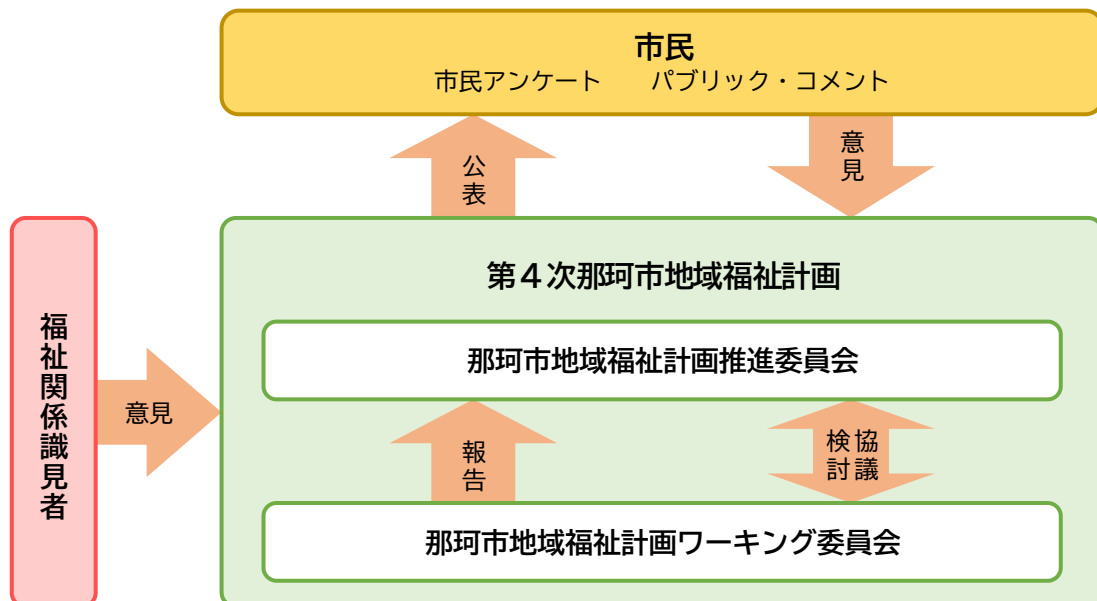 市民
市民アンケート　　パブリック・コメント
公表
意見
福祉関係識見者
意見
第４次那珂市地域福祉計画
那珂市地域福祉計画推進委員会
報告
協議
検討
那珂市地域福祉計画ワーキング委員会